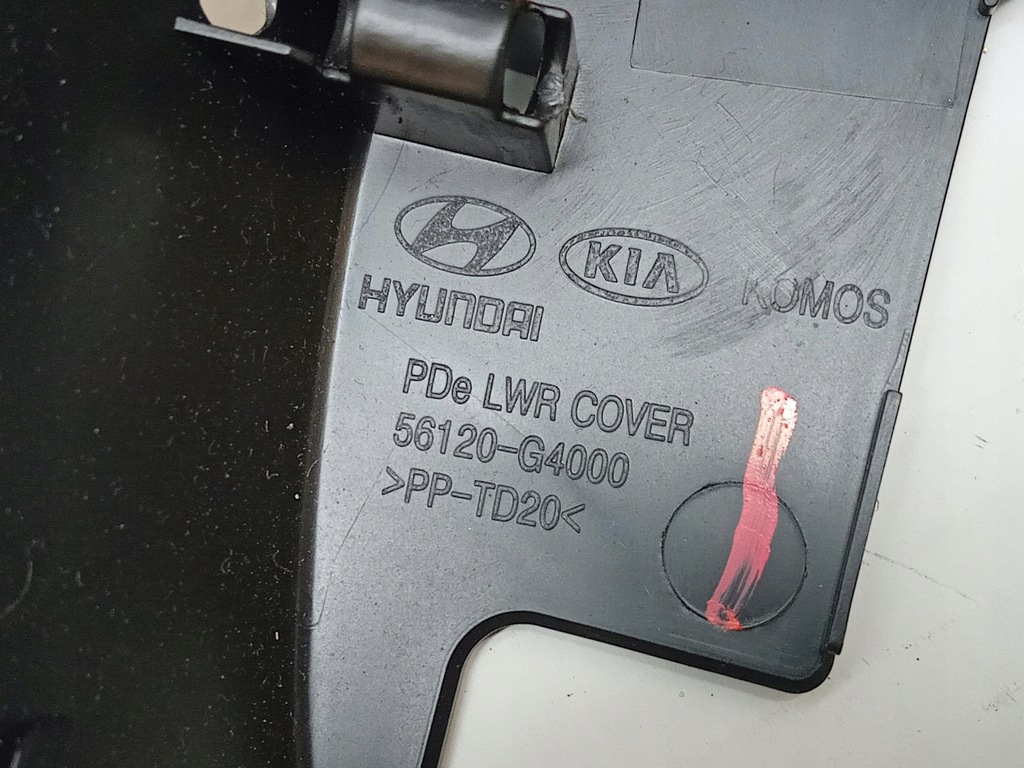 KIA
KOMOS
HYUNDAI
PDe LWR COVER
56120-G4000
>PP-TD20<